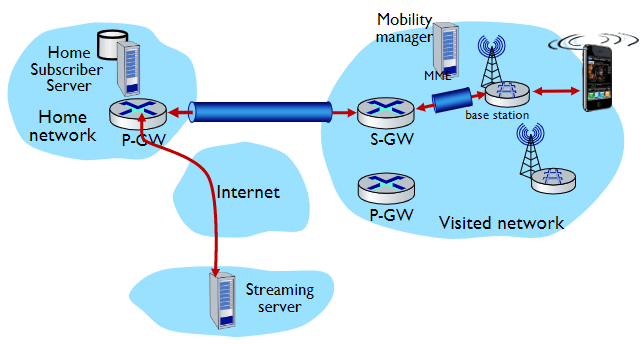 Home
Subscriber
Server
Home
network
P-GW
Internet
Streaming
server
Mobility
manager
MME
S-GW
base station
P-GW
Visited network